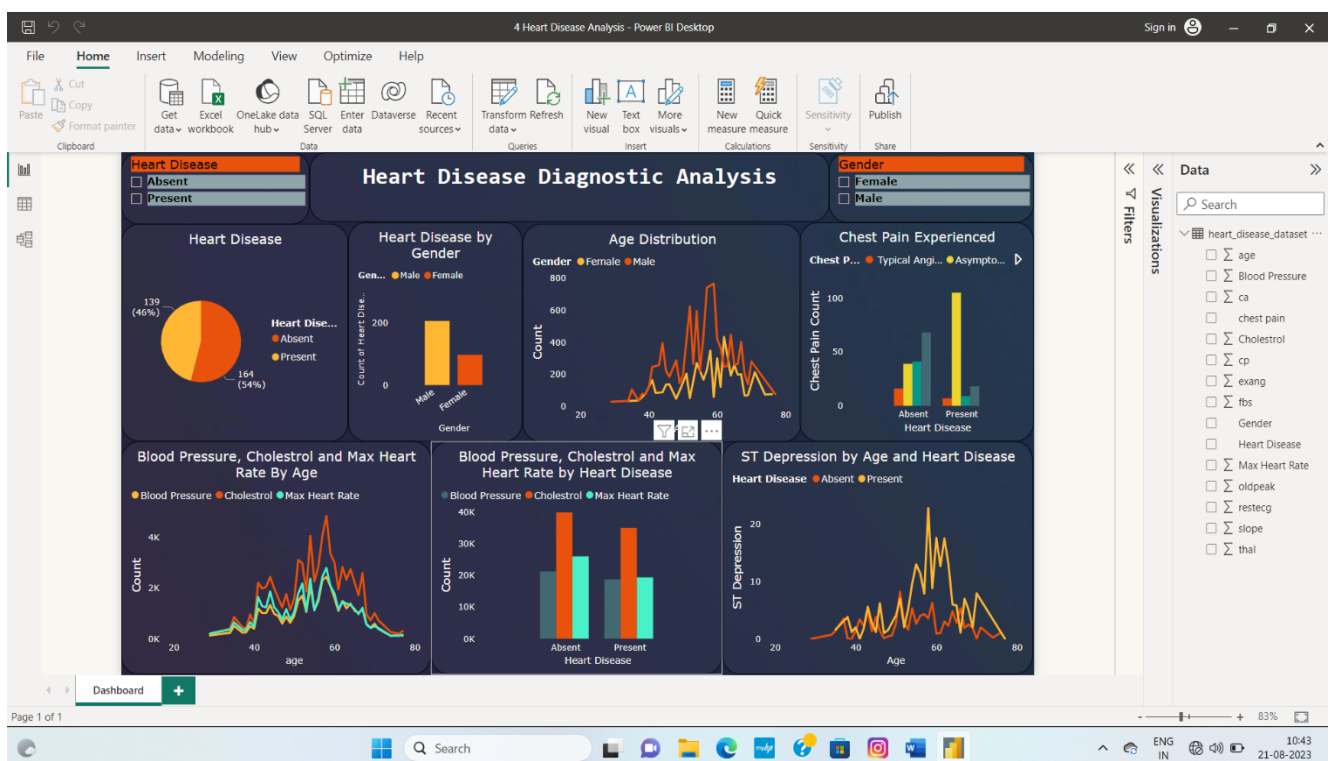 4 Heart Disease Analysis - Power BI Desktop
Sign in
File Home Insert Modeling View Optimize Help
Paste
Cut
Copy
Format painter
Clipboard
Get data
Excel workbook
OneLake data hub
SQL Server
Enter data
Dataverse
Recent sources
Data
Transform data
Refresh
Queries
New visual
Text box
More visuals
Insert
New measure
Quick measure
Calculations
Sensitivity
Sensitivity
Publish
Share
Heart Disease
Absent
Present
Heart Disease Diagnostic Analysis
Gender
Female
Male
Heart Disease
139
(46%)
164
(54%)
Heart Dise...
Absent
Present
Heart Disease by
Gender
Gen... Male Female
Count of Heart Dise...
200
0
Male Female
Gender
Age Distribution
Gender Female Male
Count
800
600
400
200
0
20 40 60 80
Chest Pain Experienced
Chest P... Typical Angi... Asympto...
Chest Pain Count
100
50
0
Absent Present
Heart Disease
Blood Pressure, Cholestrol and Max Heart
Rate By Age
Blood Pressure Cholestrol Max Heart Rate
Count
4K
2K
0K
20 40 60 80
age
Blood Pressure, Cholestrol and Max
Heart Rate by Heart Disease
Blood Pressure Cholestrol Max Heart Rate
Count
40K
30K
20K
10K
0K
Absent Present
Heart Disease
ST Depression by Age and Heart Disease
Heart Disease Absent Present
ST Depression
20
10
0
20 40 60 80
Age
Filters
Visualizations
Data
Search
heart_disease_dataset
age
Blood Pressure
ca
chest pain
Cholestrol
cp
exang
fbs
Gender
Heart Disease
Max Heart Rate
oldpeak
restecg
slope
thal
Dashboard
Page 1 of 1
83%
Search
ENG
IN
10:43
21-08-2023